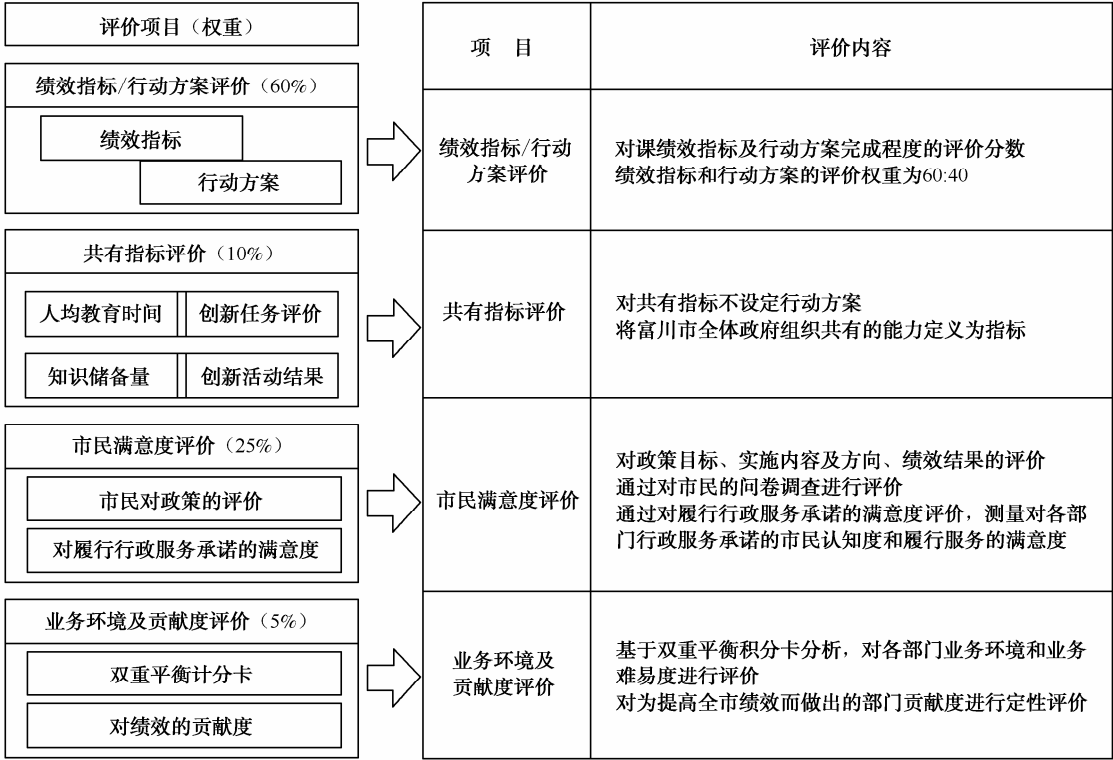 评价项目（权重）
绩效指标/行动方案评价（60%）
绩效指标
行动方案
共有指标评价（10%）
人均教育时间
创新任务评价
知识储备量
创新活动结果
市民满意度评价（25%）
市民对政策的评价
对履行行政服务承诺的满意度
业务环境及贡献度评价（5%）
双重平衡计分卡
对绩效的贡献度
项 目
评价内容
绩效指标/行动
方案评价
对课绩效指标及行动方案完成程度的评价分数
绩效指标和行动方案的评价权重为60:40
共有指标评价
对共有指标不设定行动方案
将富川市全体政府组织共有的能力定义为指标
市民满意度评价
对政策目标、实施内容及方向、绩效结果的评价
通过对市民的问卷调查进行评价
通过对履行行政服务承诺的满意度评价，测量对各部
门行政服务承诺的市民认知度和履行服务的满意度
业务环境及
贡献度评价
基于双重平衡积分卡分析，对各部门业务环境和业务
难易度进行评价
对为提高全市绩效而做出的部门贡献度进行定性评价